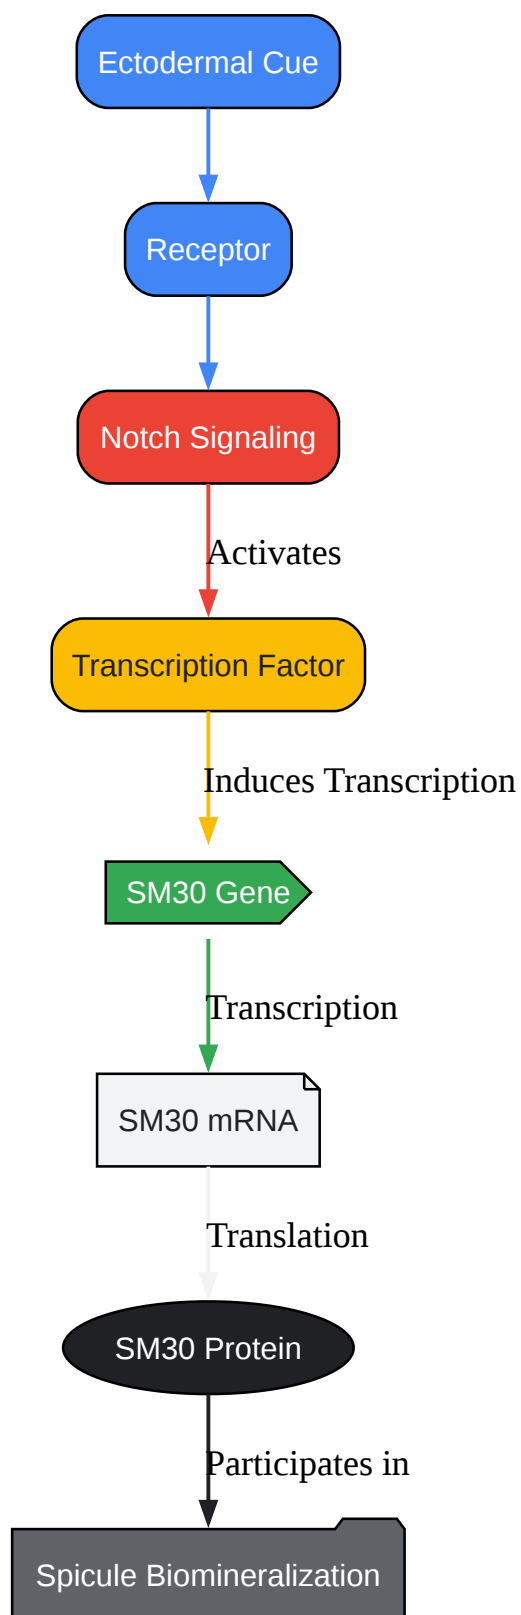 Ectodermal Cue
Receptor
Notch Signaling
Activates
Transcription Factor
Induces Transcription
SM30 Gene
Transcription
SM30 mRNA
Translation
SM30 Protein
Participates in
Spicule Biomineralization